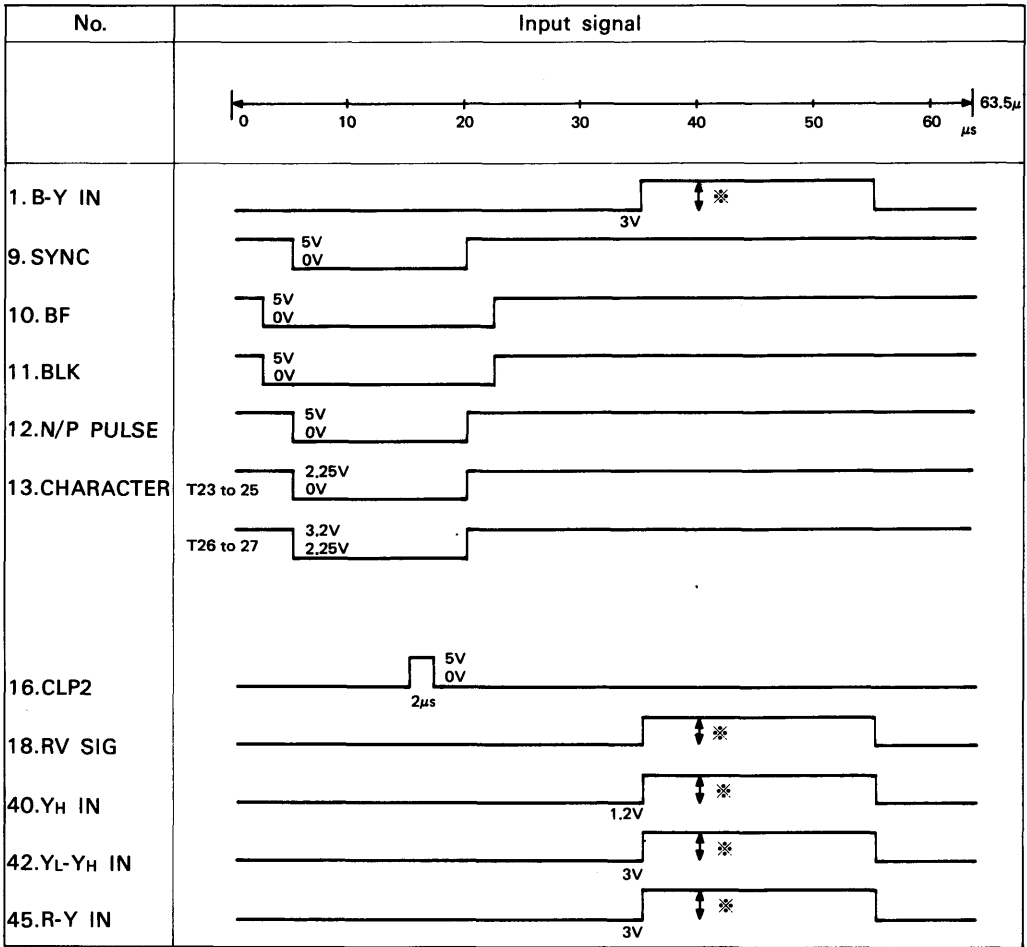 No. Input signal
63.5μ
0 10 20 30 40 50 60 μs
1. B-Y IN
※
3V
9. SYNC
5V
0V
10. BF
5V
0V
11.BLK
5V
0V
12.N/P PULSE
5V
0V
13.CHARACTER
T23 to 25
2.25V
0V
T26 to 27
3.2V
2.25V
16.CLP2
5V
0V
2μs
18.RV SIG
※
40.YH IN
※
1.2V
42.YL-YH IN
※
3V
45.R-Y IN
※
3V